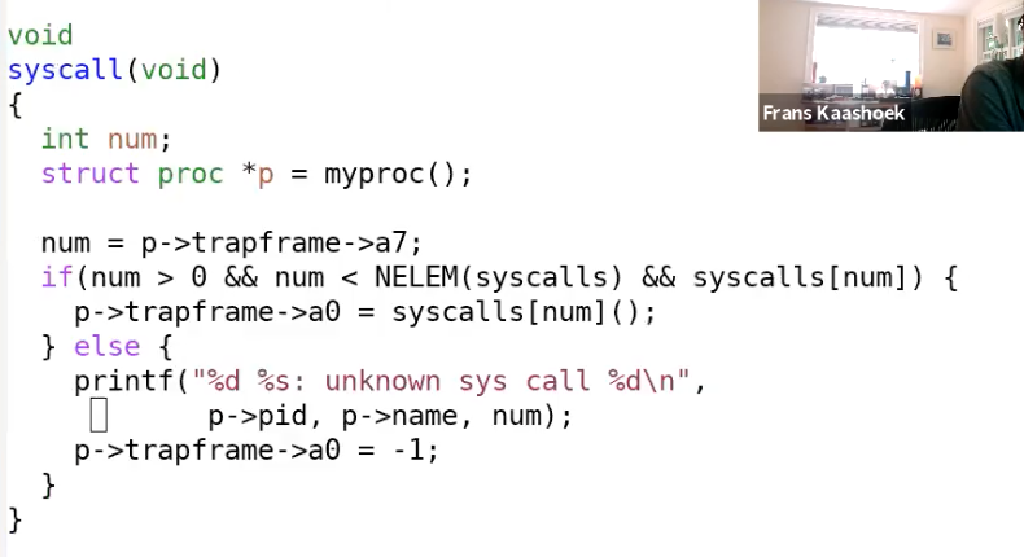 void
syscall(void)
{
  int num;
  struct proc *p = myproc();
  num = p->trapframe->a7;
  if(num > 0 && num < NELEM(syscalls) && syscalls[num]) {
    p->trapframe->a0 = syscalls[num]();
  } else {
    printf("%d %s: unknown sys call %d\n",
            p->pid, p->name, num);
    p->trapframe->a0 = -1;
  }
}
Frans Kaashoek